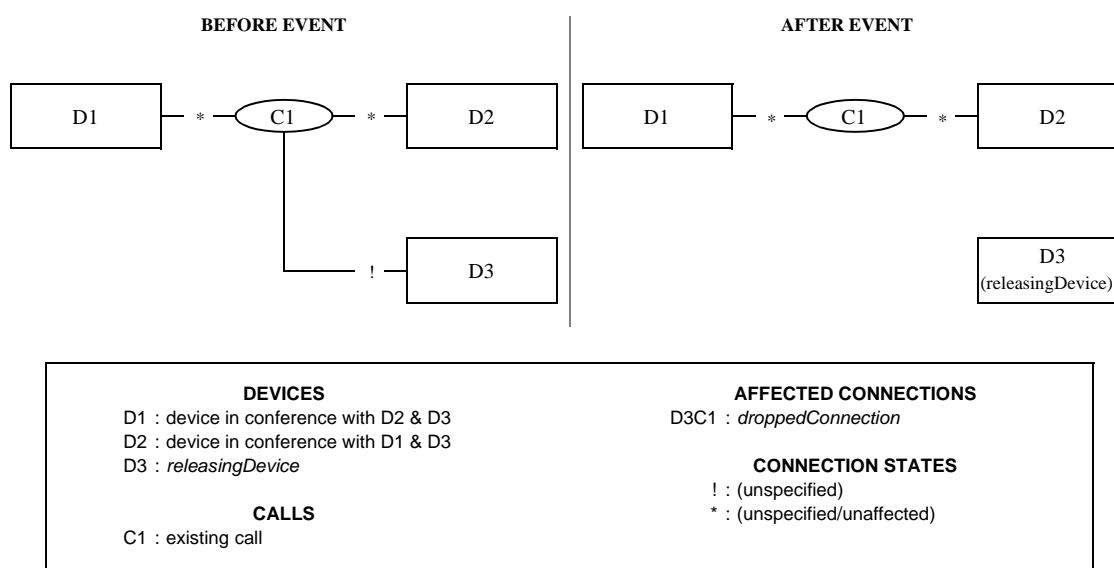 BEFORE EVENT
AFTER EVENT
D1 * C1 * D2
D1 * C1 * D2
! D3
D3
(releasingDevice)
DEVICES
D1 : device in conference with D2 & D3
D2 : device in conference with D1 & D3
D3 : releasingDevice
CALLS
C1 : existing call
AFFECTED CONNECTIONS
D3C1 : droppedConnection
CONNECTION STATES
! : (unspecified)
* : (unspecified/unaffected)